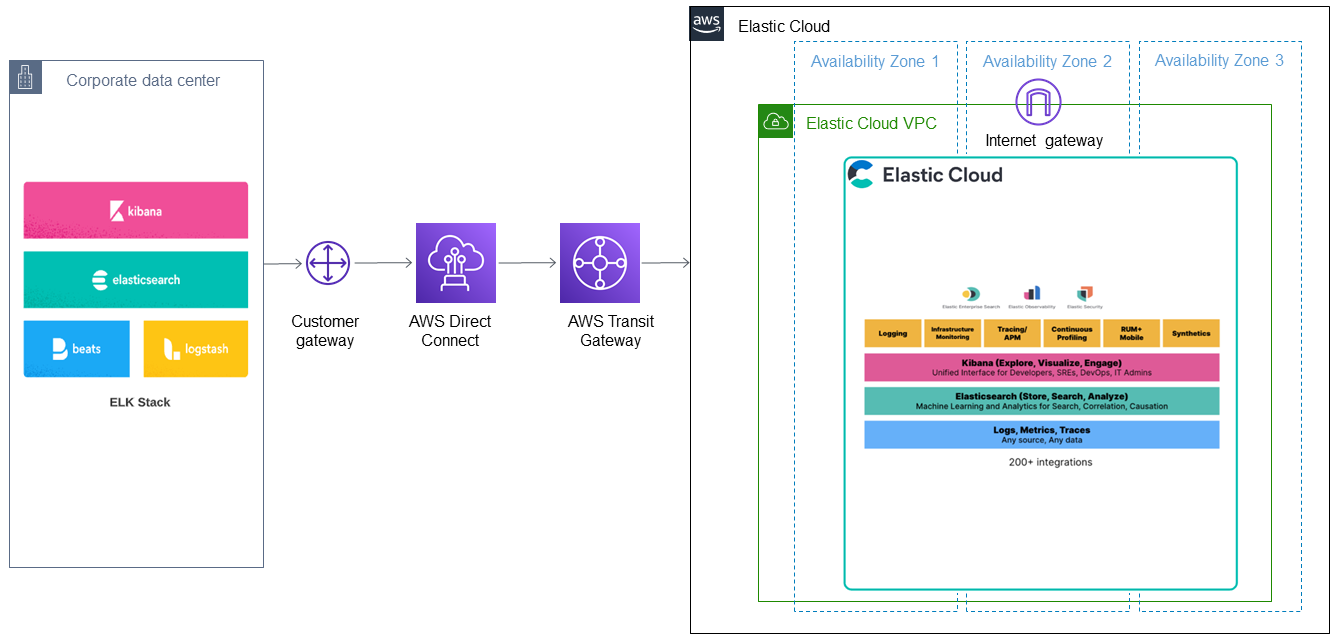 aws
Elastic Cloud
Availability Zone 1
Availability Zone 2
Availability Zone 3
Corporate data center
Elastic Cloud VPC
Internet gateway
Elastic Cloud
kibana
elasticsearch
beats
logstash
ELK Stack
Customer
gateway
AWS Direct
Connect
AWS Transit
Gateway
Elastic Enterprise Search
Elastic Observability
Elastic Security
Logging
Infrastructure
Monitoring
Tracing/
APM
Continuous
Profiling
RUM+
Mobile
Synthetics
Kibana (Explore, Visualize, Engage)
Unified Interface for Developers, SREs, DevOps, IT Admins
Elasticsearch (Store, Search, Analyze)
Machine Learning and Analytics for Search, Correlation, Causation
Logs, Metrics, Traces
Any source, Any data
200+ integrations